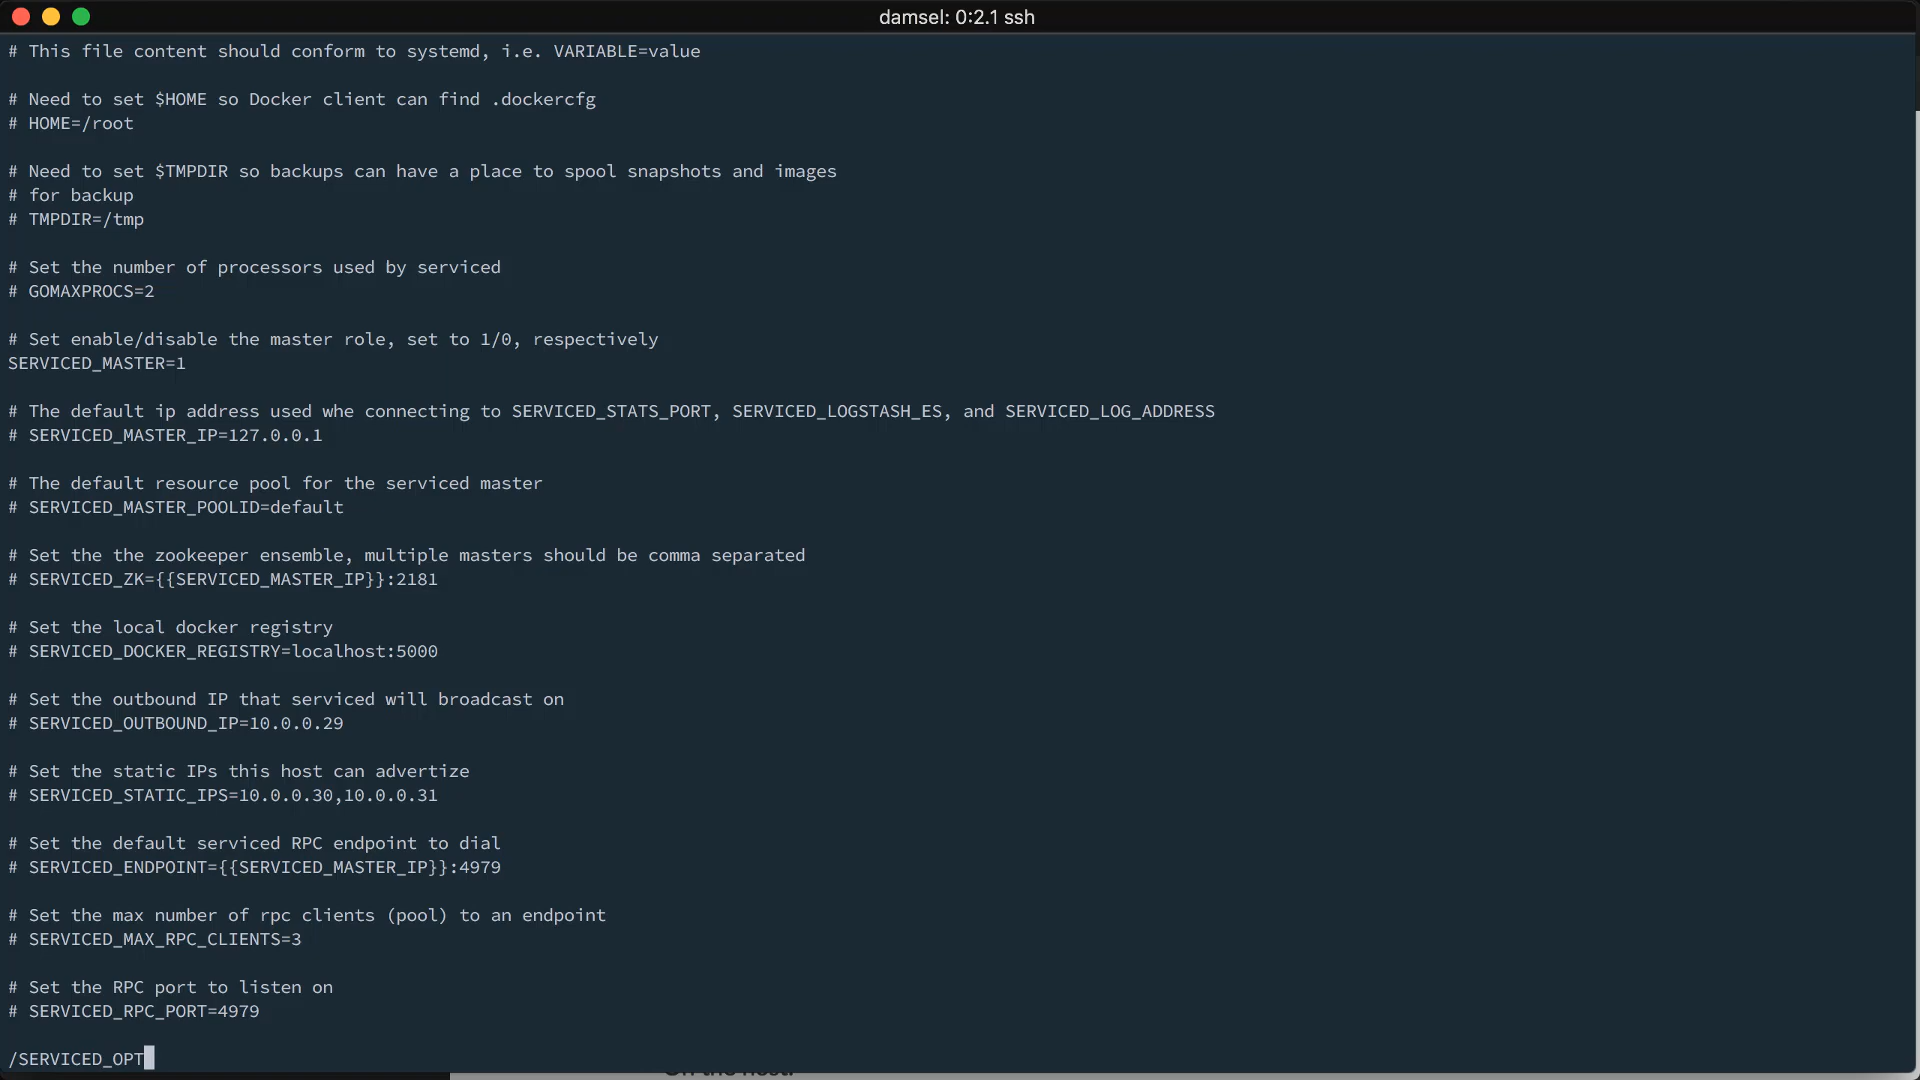 damsel: 0:2.1 ssh
# This file content should conform to systemd, i.e. VARIABLE=value
# Need to set $HOME so Docker client can find .dockercfg
# HOME=/root
# Need to set $TMPDIR so backups can have a place to spool snapshots and images
# for backup
# TMPDIR=/tmp
# Set the number of processors used by serviced
# GOMAXPROCS=2
# Set enable/disable the master role, set to 1/0, respectively
SERVICED_MASTER=1
# The default ip address used whe connecting to SERVICED_STATS_PORT, SERVICED_LOGSTASH_ES, and SERVICED_LOG_ADDRESS
# SERVICED_MASTER_IP=127.0.0.1
# The default resource pool for the serviced master
# SERVICED_MASTER_POOLID=default
# Set the the zookeeper ensemble, multiple masters should be comma separated
# SERVICED_ZK={{SERVICED_MASTER_IP}}:2181
# Set the local docker registry
# SERVICED_DOCKER_REGISTRY=localhost:5000
# Set the outbound IP that serviced will broadcast on
# SERVICED_OUTBOUND_IP=10.0.0.29
# Set the static IPs this host can advertize
# SERVICED_STATIC_IPS=10.0.0.30,10.0.0.31
# Set the default serviced RPC endpoint to dial
# SERVICED_ENDPOINT={{SERVICED_MASTER_IP}}:4979
# Set the max number of rpc clients (pool) to an endpoint
# SERVICED_MAX_RPC_CLIENTS=3
# Set the RPC port to listen on
# SERVICED_RPC_PORT=4979
/SERVICED_OPT